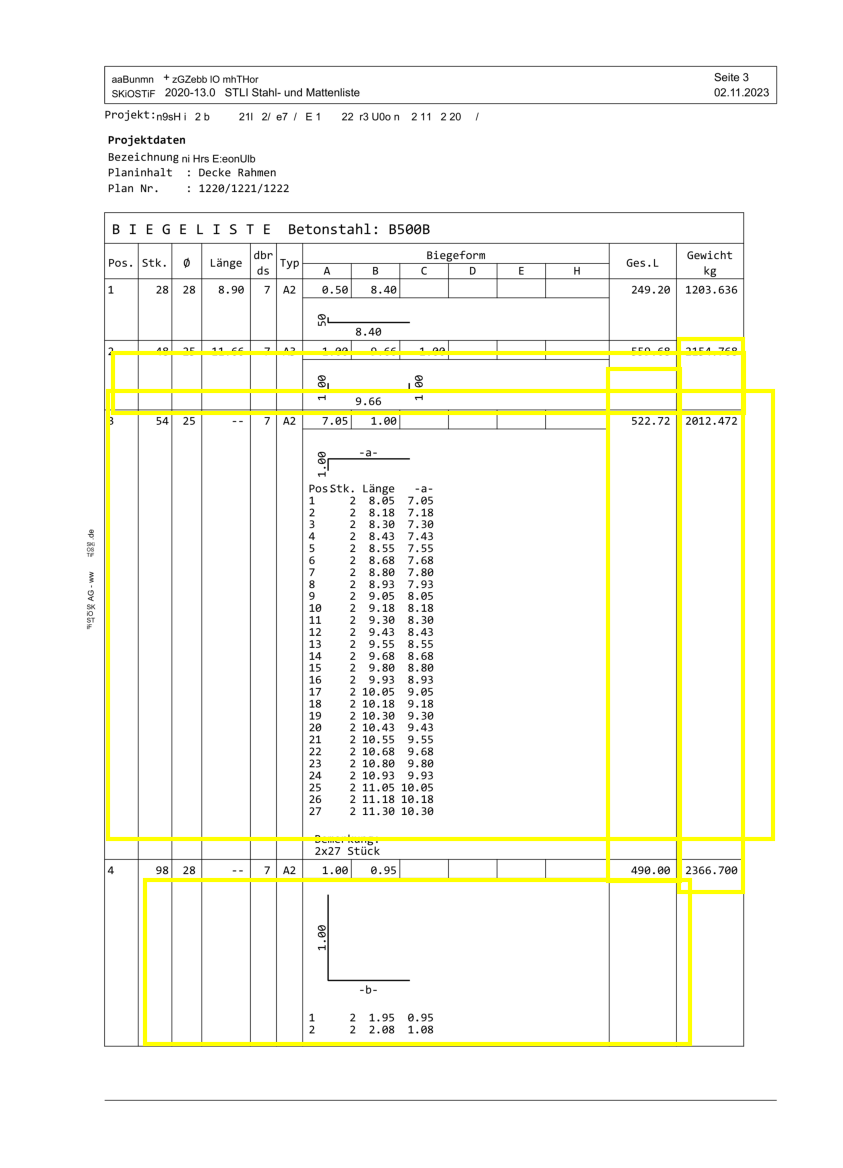 aaBunmn + zGZebb lO mhTHor Seite 3
SKiOSTiF 2020-13.0 STLI Stahl- und Mattenliste 02.11.2023
Projekt:n9sH i 2 b 21l 2/ e7 / E 1 22 r3 U0o n 2 11 2 20 /
Projektdaten
Bezeichnung ni Hrs E:eonUlb
Planinhalt : Decke Rahmen
Plan Nr. : 1220/1221/1222
B I E G E L I S T E Betonstahl: B500B
Pos. Stk. Ø Länge dbr ds Typ Biegeform Ges.L Gewicht kg
A B C D E H
1 28 28 8.90 7 A2 0.50 8.40 249.20 1203.636
50
8.40
2 48 25 11.66 7 A3 1.00 9.66 1.00 559.68 2154.768
1.00 1.00
9.66
3 54 25 -- 7 A2 7.05 1.00 522.72 2012.472
1.00 -a-
Pos Stk. Länge -a-
1 2 8.05 7.05
2 2 8.18 7.18
3 2 8.30 7.30
4 2 8.43 7.43
5 2 8.55 7.55
6 2 8.68 7.68
7 2 8.80 7.80
8 2 8.93 7.93
9 2 9.05 8.05
10 2 9.18 8.18
11 2 9.30 8.30
12 2 9.43 8.43
13 2 9.55 8.55
14 2 9.68 8.68
15 2 9.80 8.80
16 2 9.93 8.93
17 2 10.05 9.05
18 2 10.18 9.18
19 2 10.30 9.30
20 2 10.43 9.43
21 2 10.55 9.55
22 2 10.68 9.68
23 2 10.80 9.80
24 2 10.93 9.93
25 2 11.05 10.05
26 2 11.18 10.18
27 2 11.30 10.30
Bemerkung:
2x27 Stück
4 98 28 -- 7 A2 1.00 0.95 490.00 2366.700
1.00
-b-
1 2 1.95 0.95
2 2 2.08 1.08
AG - ww .de